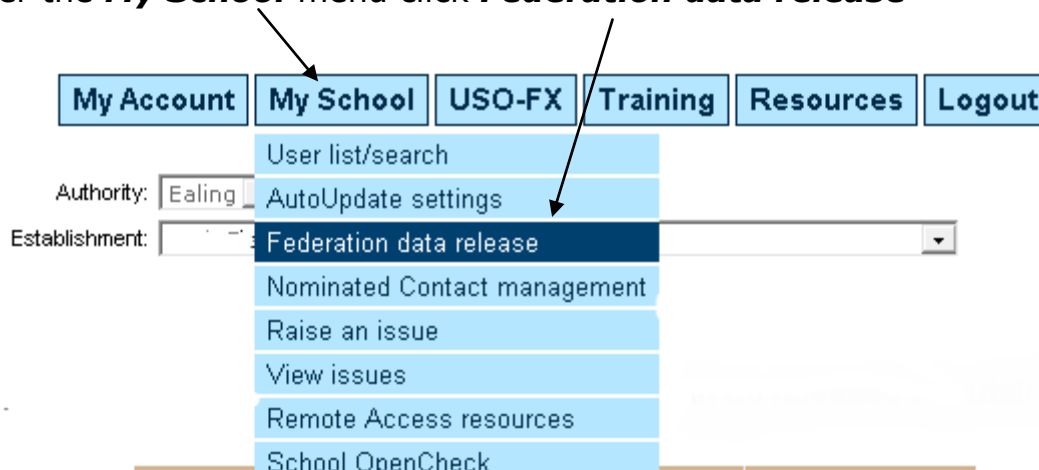 er the My School menu click Federation data release
My Account My School USO-FX Training Resources Logout
User list/search
Authority: Ealing
AutoUpdate settings
Establishment:
Federation data release
Nominated Contact management
Raise an issue
View issues
Remote Access resources
School OpenCheck